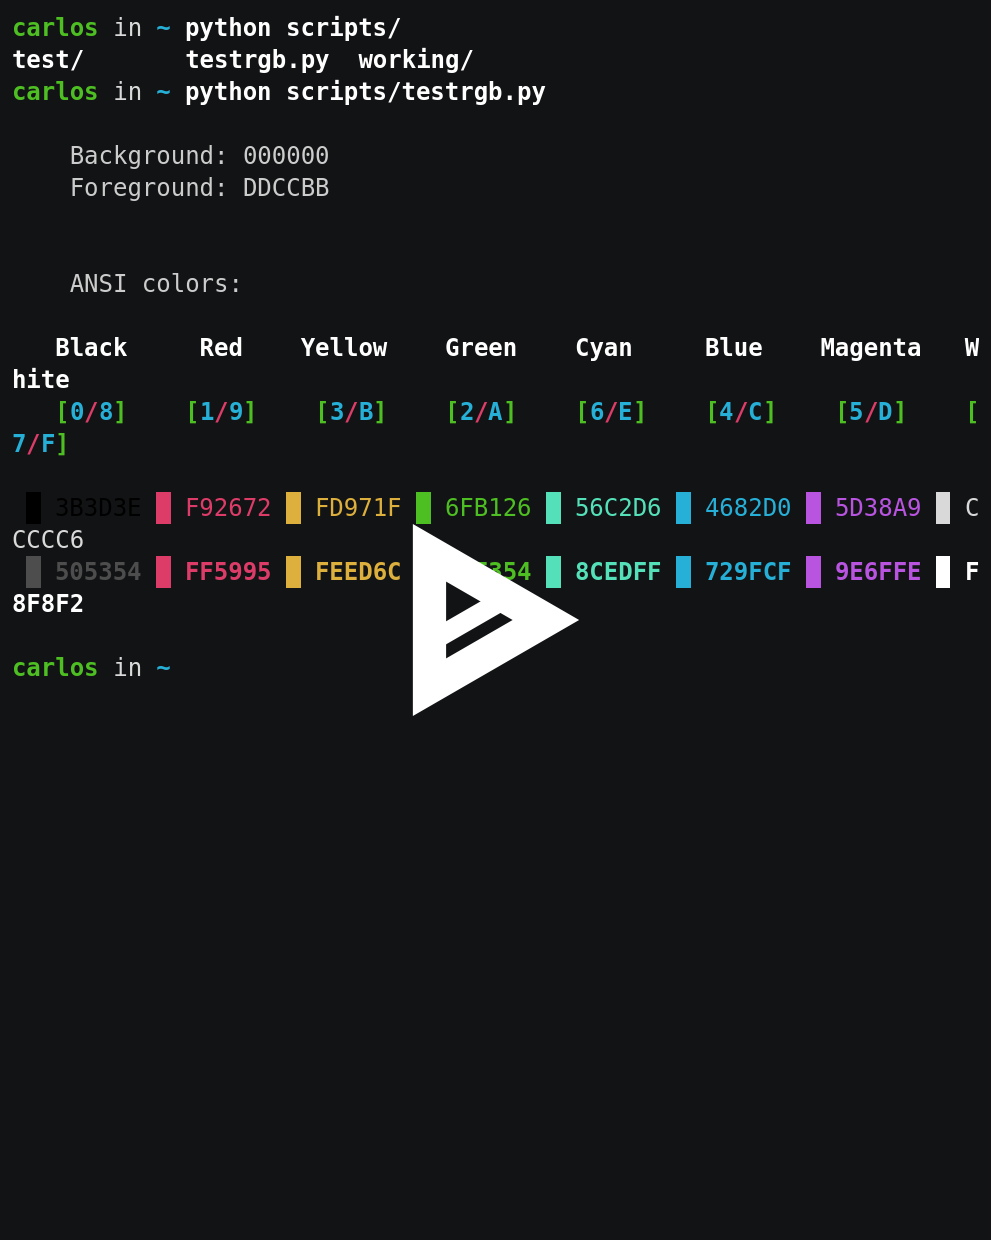 carlos in ~ python scripts/
test/       testrgb.py  working/
carlos in ~ python scripts/testrgb.py
Background: 000000
Foreground: DDCCBB
ANSI colors:
Black     Red    Yellow    Green    Cyan     Blue    Magenta   W
hite
[0/8]    [1/9]    [3/B]    [2/A]    [6/E]    [4/C]    [5/D]    [
7/F]
3B3D3E F92672 FD971F 6FB126 56C2D6 4682D0 5D38A9 C
CCCC6
505354 FF5995 FEED6C 8CEDFF 729FCF 9E6FFE F
8F8F2
carlos in ~